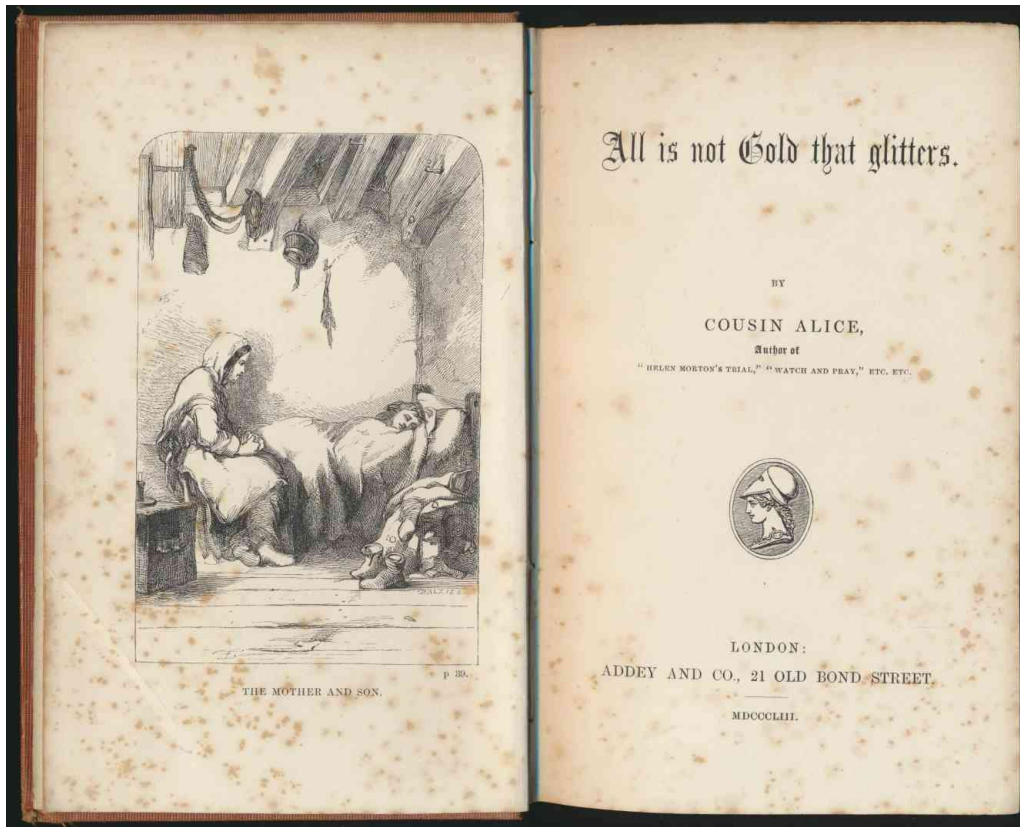 DALZIEL
p 39.
THE MOTHER AND SON.
All is not Gold that glitters.
BY
COUSIN ALICE,
Author of
"HELEN MORTON'S TRIAL," "WATCH AND PRAY," ETC. ETC.
LONDON:
ADDEY AND CO., 21 OLD BOND STREET.
MDCCCLIII.